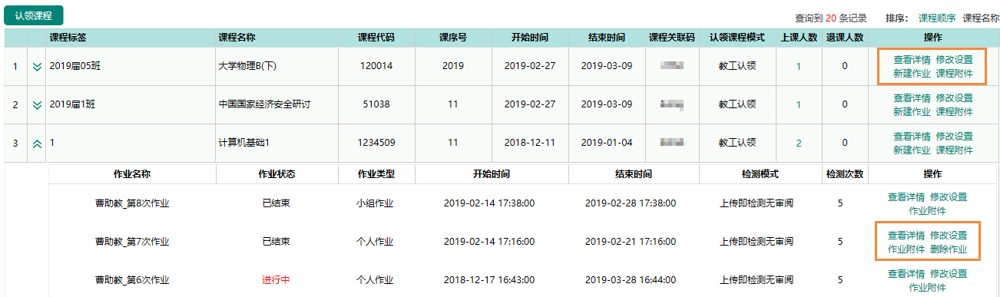 认领课程
查询到 20 条记录 排序： 课程顺序 课程名称
课程标签 课程名称 课程代码 课序号 开始时间 结束时间 课程关联码 认领课程模式 上课人数 退课人数 操作
1 2019届05班 大学物理B(下) 120014 2019 2019-02-27 2019-03-09 教工认领 1 0 查看详情 修改设置
新建作业 课程附件
2 2019届1班 中国国家经济安全研讨 51038 11 2019-02-27 2019-03-09 教工认领 1 0 查看详情 修改设置
新建作业 课程附件
3 1 计算机基础1 1234509 11 2018-12-11 2019-01-04 教工认领 2 0 查看详情 修改设置
新建作业 课程附件
作业名称 作业状态 作业类型 开始时间 结束时间 检测模式 检测次数 操作
曹助教_第8次作业 已结束 小组作业 2019-02-14 17:38:00 2019-02-28 17:38:00 上传即检测无审阅 5 查看详情 修改设置
作业附件
曹助教_第7次作业 已结束 个人作业 2019-02-14 17:16:00 2019-02-21 17:16:00 上传即检测无审阅 5 查看详情 修改设置
作业附件 删除作业
曹助教_第6次作业 进行中 个人作业 2018-12-17 16:43:00 2019-03-28 16:44:00 上传即检测无审阅 5 查看详情 修改设置
作业附件